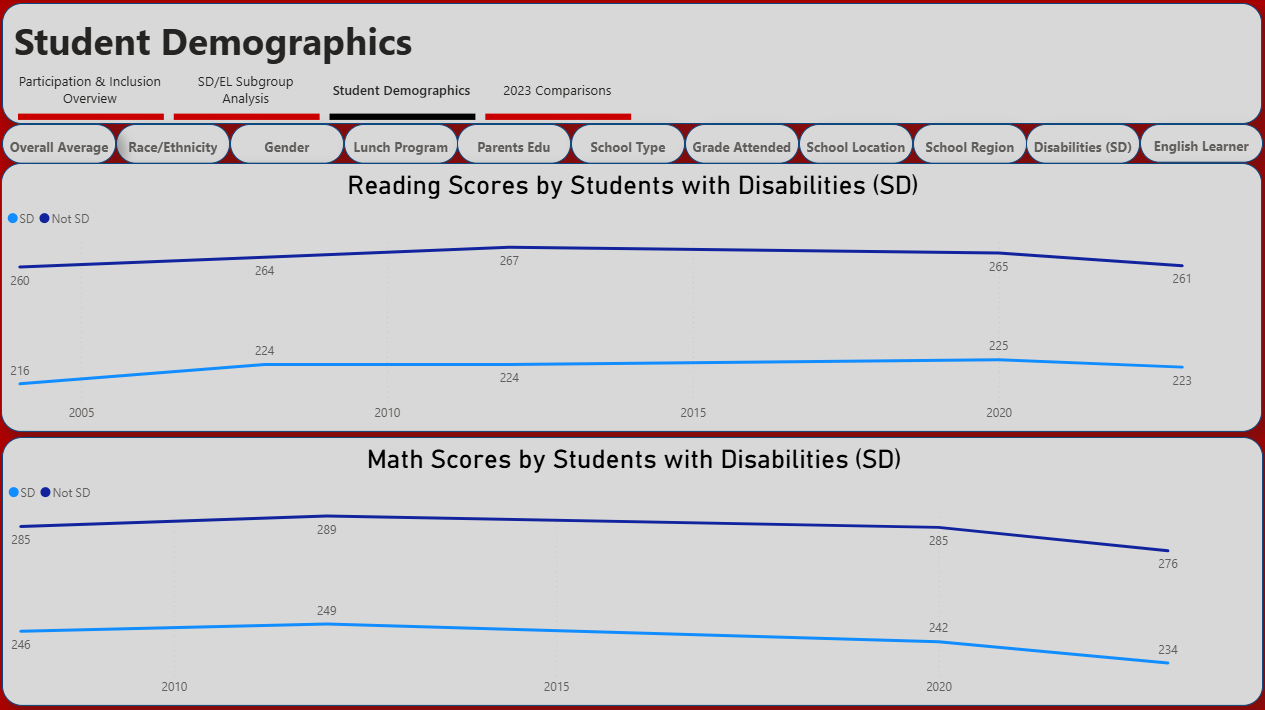 Student Demographics
Participation & Inclusion
Overview
SD/EL Subgroup
Analysis
Student Demographics
2023 Comparisons
Overall Average
Race/Ethnicity
Gender
Lunch Program
Parents Edu
School Type
Grade Attended
School Location
School Region
Disabilities (SD)
English Learner
Reading Scores by Students with Disabilities (SD)
SD Not SD
260 264 267 265 261
216 224 224 225 223
2005 2010 2015 2020
Math Scores by Students with Disabilities (SD)
SD Not SD
285 289 285 276
246 249 242 234
2010 2015 2020